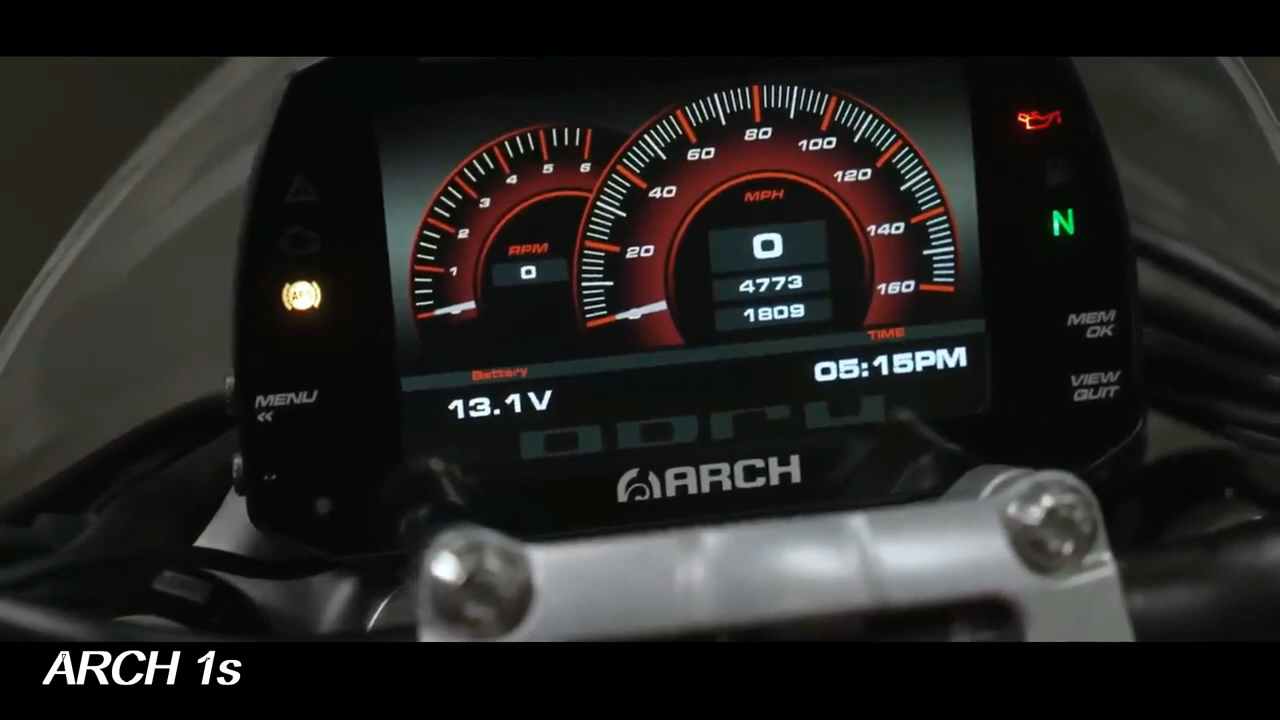 80
60
100
5
6
4
40
120
3
MPH
2
140
RPM
0
20
0
1
4773
160
1809
ABS
N
TIME
MEM
OK
Battery
05:15PM
VIEW
QUIT
MENU
<<
13.1V
ARCH
ARCH 1s